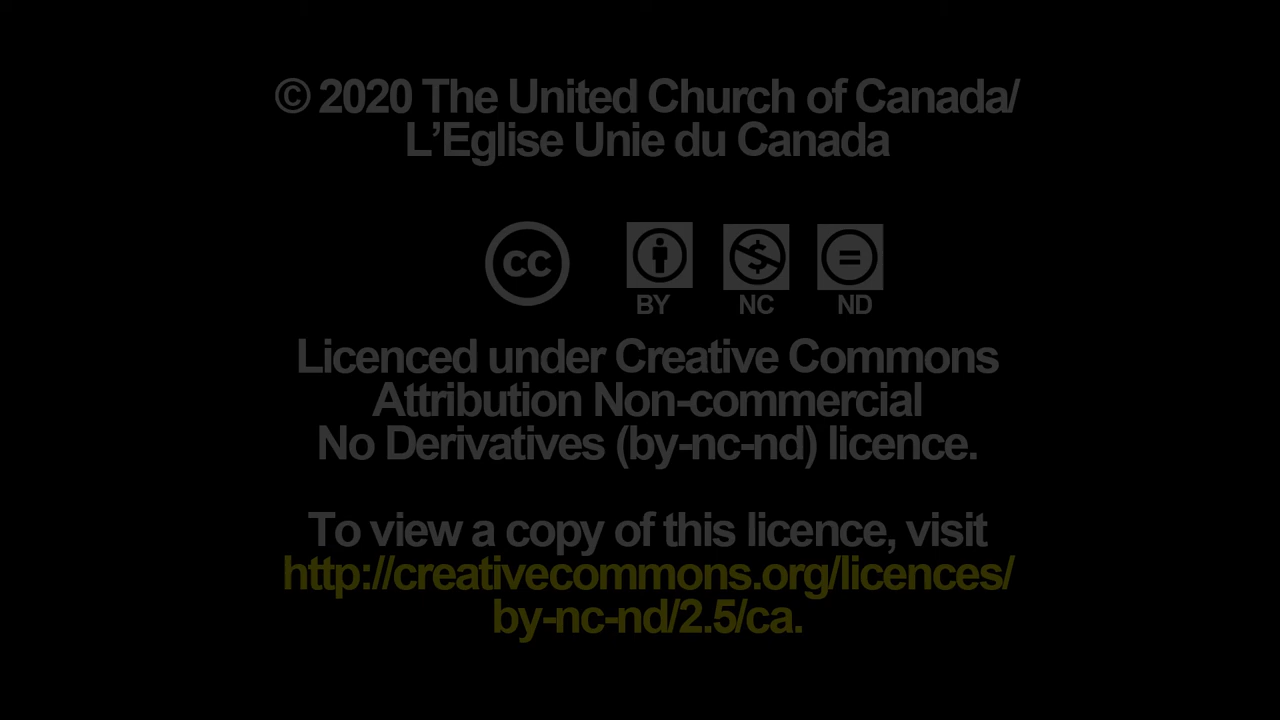 © 2020 The United Church of Canada/
L’Eglise Unie du Canada
cc
BY NC ND
Licenced under Creative Commons
Attribution Non-commercial
No Derivatives (by-nc-nd) licence.
To view a copy of this licence, visit
http://creativecommons.org/licences/
by-nc-nd/2.5/ca.